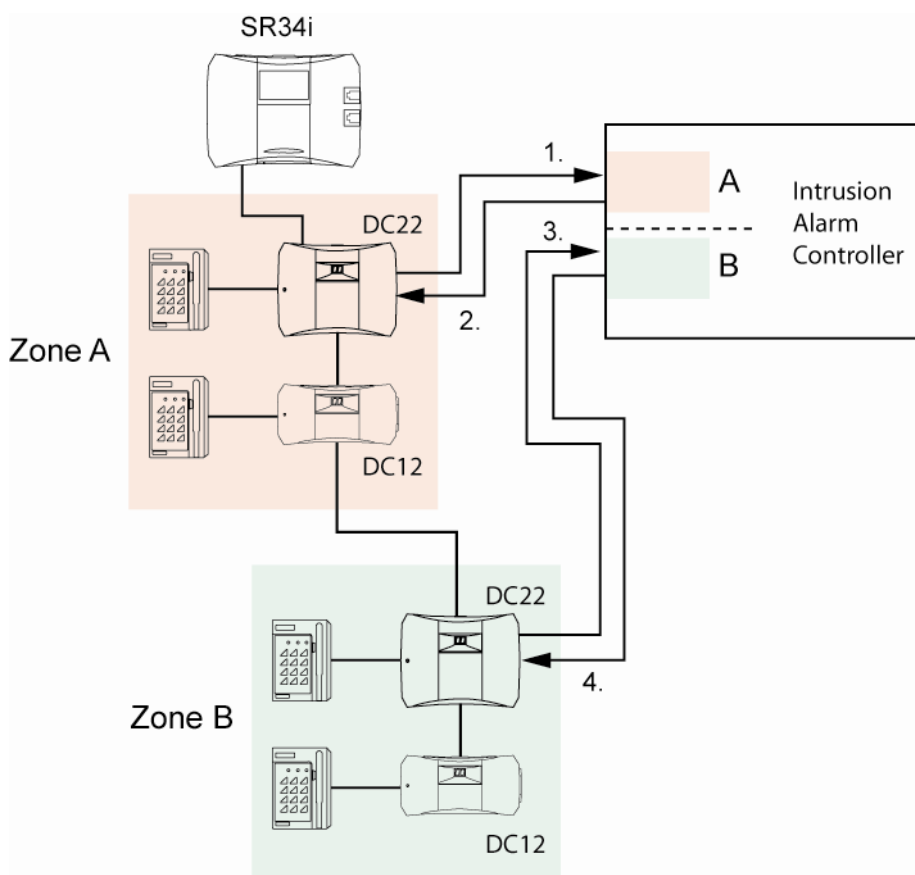 SR34i
1.
A
Intrusion
Alarm
Controller
DC22
3.
B
2.
Zone A
DC12
DC22
4.
Zone B
DC12